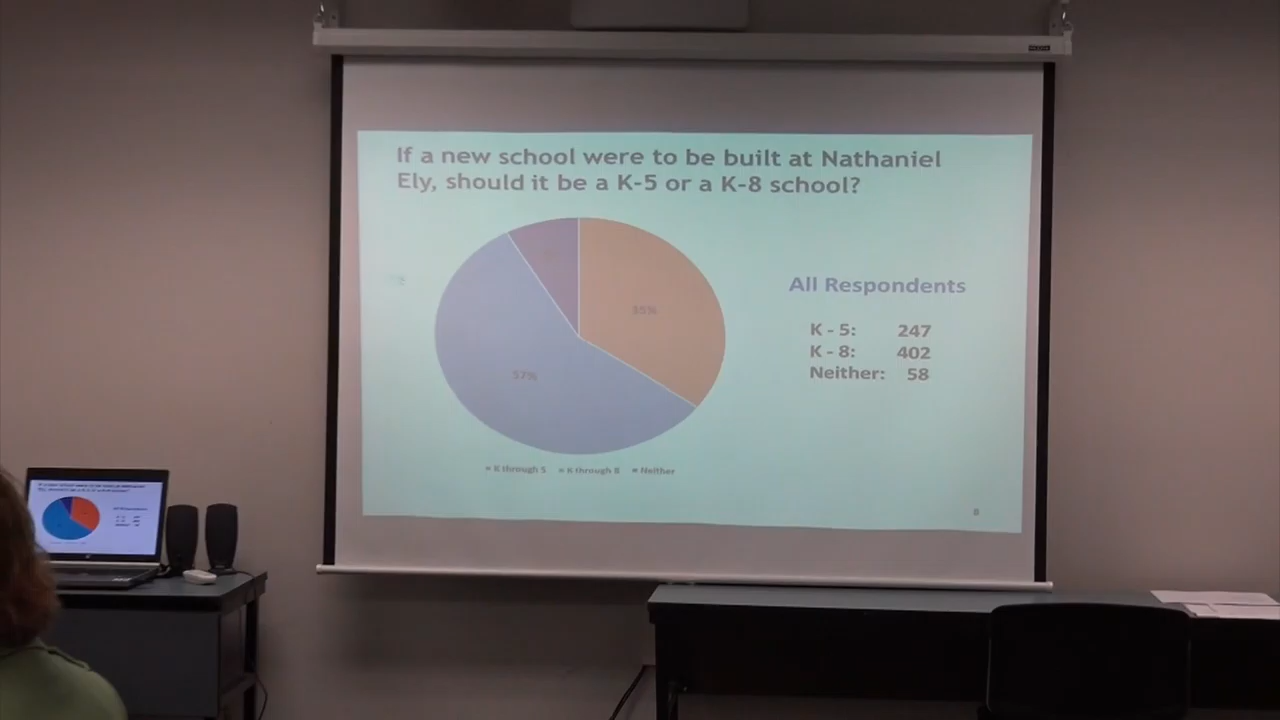 If a new school were to be built at Nathaniel
Ely, should it be a K-5 or a K-8 school?
35%
57%
K through 5 K through 8 Neither
All Respondents
K - 5: 247
K - 8: 402
Neither: 58
8